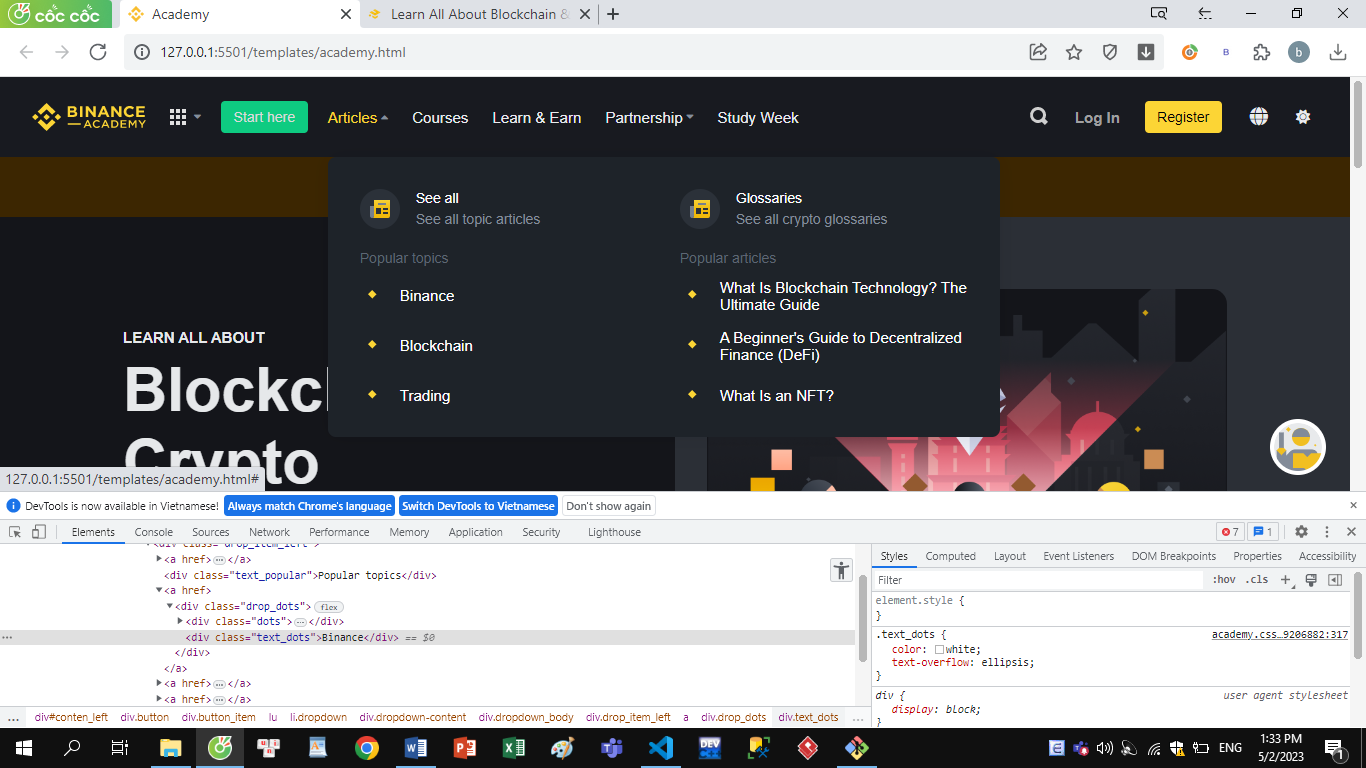 cốc cốc
Academy
Learn All About Blockchain &
127.0.0.1:5501/templates/academy.html
B
b
BINANCE
ACADEMY
Start here
Articles
Courses
Learn & Earn
Partnership
Study Week
Log In
Register
See all
See all topic articles
Glossaries
See all crypto glossaries
Popular topics
Popular articles
Binance
What Is Blockchain Technology? The
Ultimate Guide
Blockchain
A Beginner's Guide to Decentralized
Finance (DeFi)
Trading
What Is an NFT?
LEARN ALL ABOUT
Blockch
Crypto
127.0.0.1:5501/templates/academy.html#
DevTools is now available in Vietnamese!
Always match Chrome's language
Switch DevTools to Vietnamese
Don't show again
Elements
Console
Sources
Network
Performance
Memory
Application
Security
Lighthouse
7
1
<div class="drop_item_left">
<a href>…</a>
<div class="text_popular">Popular topics</div>
<a href>
<div class="drop_dots"> flex
<div class="dots">…</div>
<div class="text_dots">Binance</div> == $0
</div>
</a>
<a href>…</a>
<a href>…</a>
… div#conten_left div.button div.button_item lu li.dropdown div.dropdown-content div.dropdown_body div.drop_item_left a div.drop_dots div.text_dots …
Styles
Computed
Layout
Event Listeners
DOM Breakpoints
Properties
Accessibility
Filter
:hov .cls
element.style {
}
.text_dots { academy.css…9206882:317
color: white;
text-overflow: ellipsis;
}
div { user agent stylesheet
display: block;
}
DEV
ENG
1:33 PM
5/2/2023
1